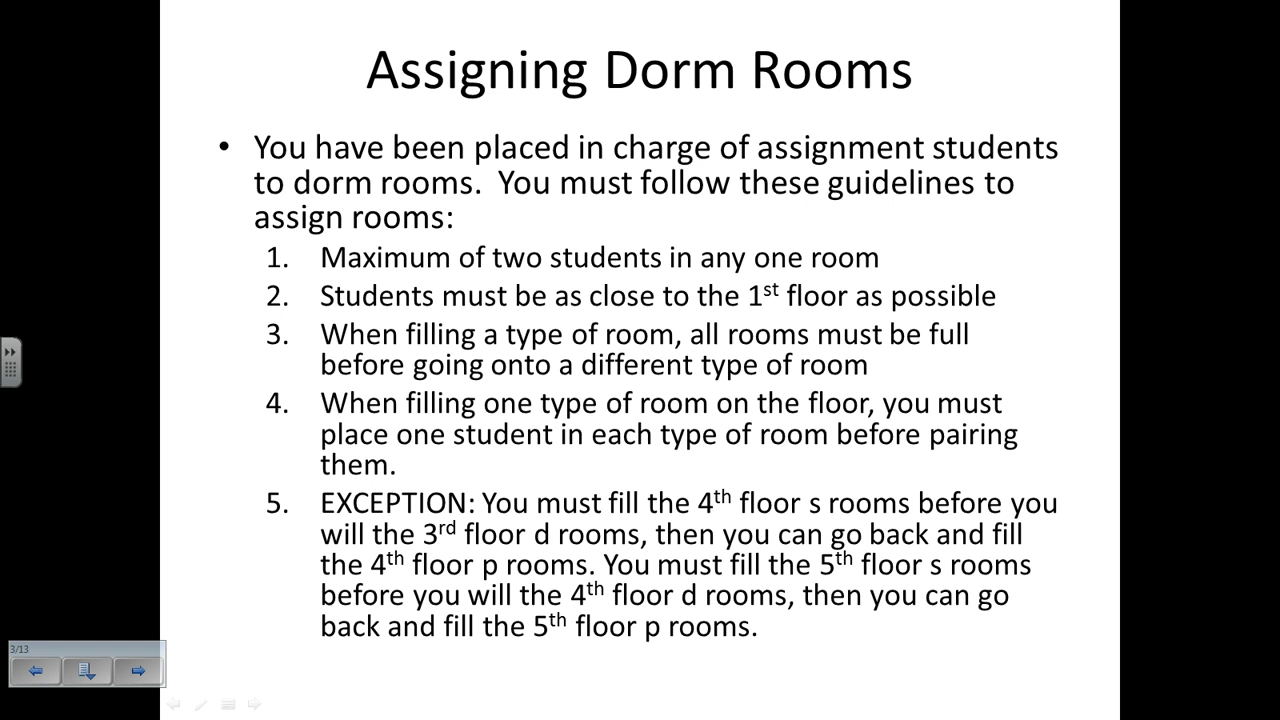 Assigning Dorm Rooms
• You have been placed in charge of assignment students
to dorm rooms.  You must follow these guidelines to
assign rooms:
1. Maximum of two students in any one room
2. Students must be as close to the 1st floor as possible
3. When filling a type of room, all rooms must be full
before going onto a different type of room
4. When filling one type of room on the floor, you must
place one student in each type of room before pairing
them.
5. EXCEPTION: You must fill the 4th floor s rooms before you
will the 3rd floor d rooms, then you can go back and fill
the 4th floor p rooms. You must fill the 5th floor s rooms
before you will the 4th floor d rooms, then you can go
back and fill the 5th floor p rooms.
3/13